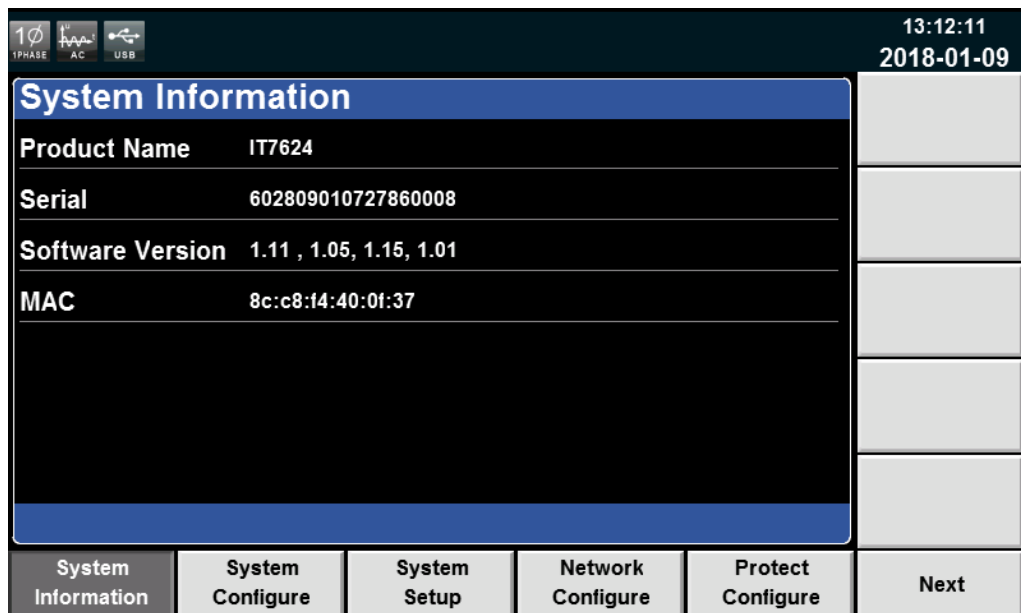 1Ø
1PHASE
u
t
AC
USB
13:12:11
2018-01-09
System Information
Product Name IT7624
Serial 602809010727860008
Software Version 1.11 , 1.05, 1.15, 1.01
MAC 8c:c8:f4:40:0f:37
System
Information
System
Configure
System
Setup
Network
Configure
Protect
Configure
Next